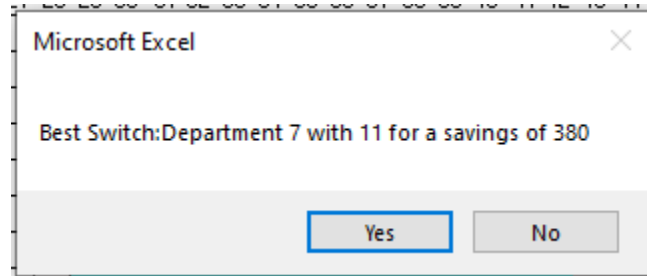 Microsoft Excel
Best Switch:Department 7 with 11 for a savings of 380
Yes
No